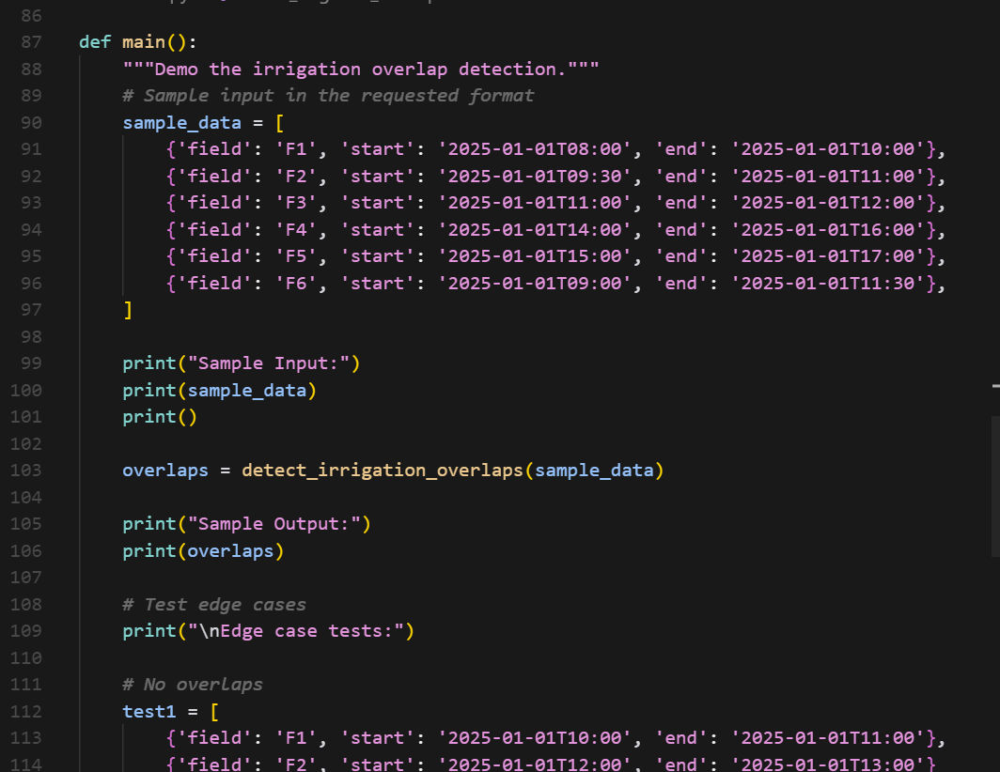 86
87 def main():
88 """Demo the irrigation overlap detection."""
89 # Sample input in the requested format
90 sample_data = [
91 {'field': 'F1', 'start': '2025-01-01T08:00', 'end': '2025-01-01T10:00'},
92 {'field': 'F2', 'start': '2025-01-01T09:30', 'end': '2025-01-01T11:00'},
93 {'field': 'F3', 'start': '2025-01-01T11:00', 'end': '2025-01-01T12:00'},
94 {'field': 'F4', 'start': '2025-01-01T14:00', 'end': '2025-01-01T16:00'},
95 {'field': 'F5', 'start': '2025-01-01T15:00', 'end': '2025-01-01T17:00'},
96 {'field': 'F6', 'start': '2025-01-01T09:00', 'end': '2025-01-01T11:30'},
97 ]
98
99 print("Sample Input:")
100 print(sample_data)
101 print()
102
103 overlaps = detect_irrigation_overlaps(sample_data)
104
105 print("Sample Output:")
106 print(overlaps)
107
108 # Test edge cases
109 print("\nEdge case tests:")
110
111 # No overlaps
112 test1 = [
113 {'field': 'F1', 'start': '2025-01-01T10:00', 'end': '2025-01-01T11:00'},
114 {'field': 'F2', 'start': '2025-01-01T12:00', 'end': '2025-01-01T13:00'}